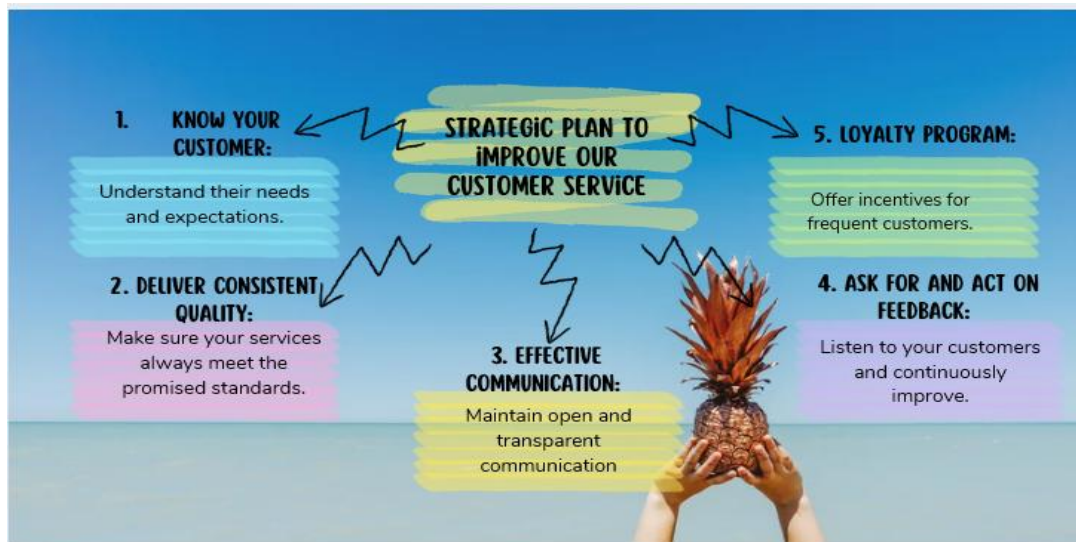 STRATEGIC PLAN TO
iMPROVE OUR
CUSTOMER SERViCE
1. KNOW YOUR
CUSTOMER:
Understand their needs
and expectations.
2. DELiVER CONSiSTENT
QUALiTY:
Make sure your services
always meet the
promised standards.
3. EFFECTiVE
COMMUNiCATiON:
Maintain open and
transparent
communication
4. ASK FOR AND ACT ON
FEEDBACK:
Listen to your customers
and continuously
improve.
5. LOYALTY PROGRAM:
Offer incentives for
frequent customers.